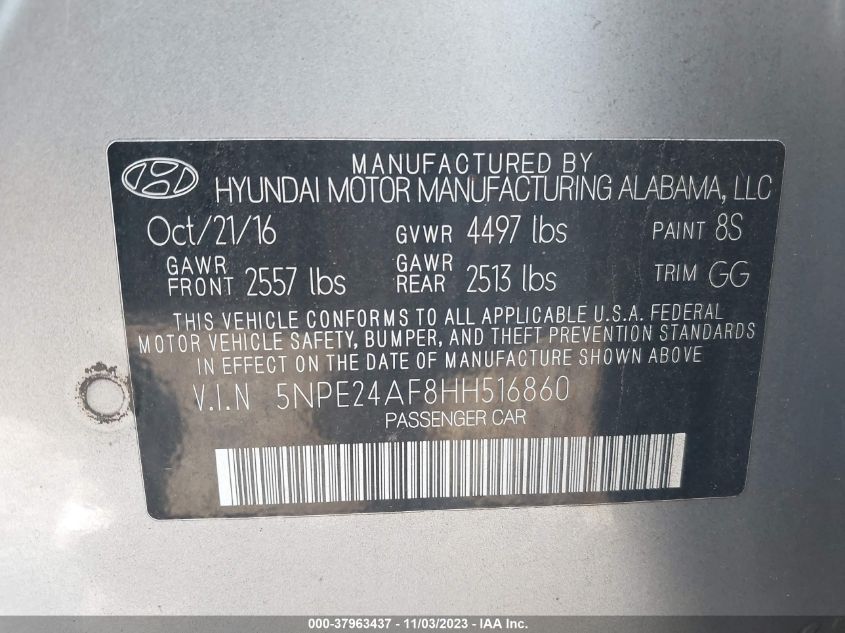 MANUFACTURED BY
HYUNDAI MOTOR MANUFACTURING ALABAMA, LLC
Oct/21/16 GVWR 4497 lbs PAINT 8S
GAWR FRONT 2557 lbs GAWR REAR 2513 lbs TRIM GG
THIS VEHICLE CONFORMS TO ALL APPLICABLE U.S.A. FEDERAL
MOTOR VEHICLE SAFETY, BUMPER, AND THEFT PREVENTION STANDARDS
IN EFFECT ON THE DATE OF MANUFACTURE SHOWN ABOVE
V.I.N 5NPE24AF8HH516860
PASSENGER CAR
000-37963437 - 11/03/2023 - IAAI.com